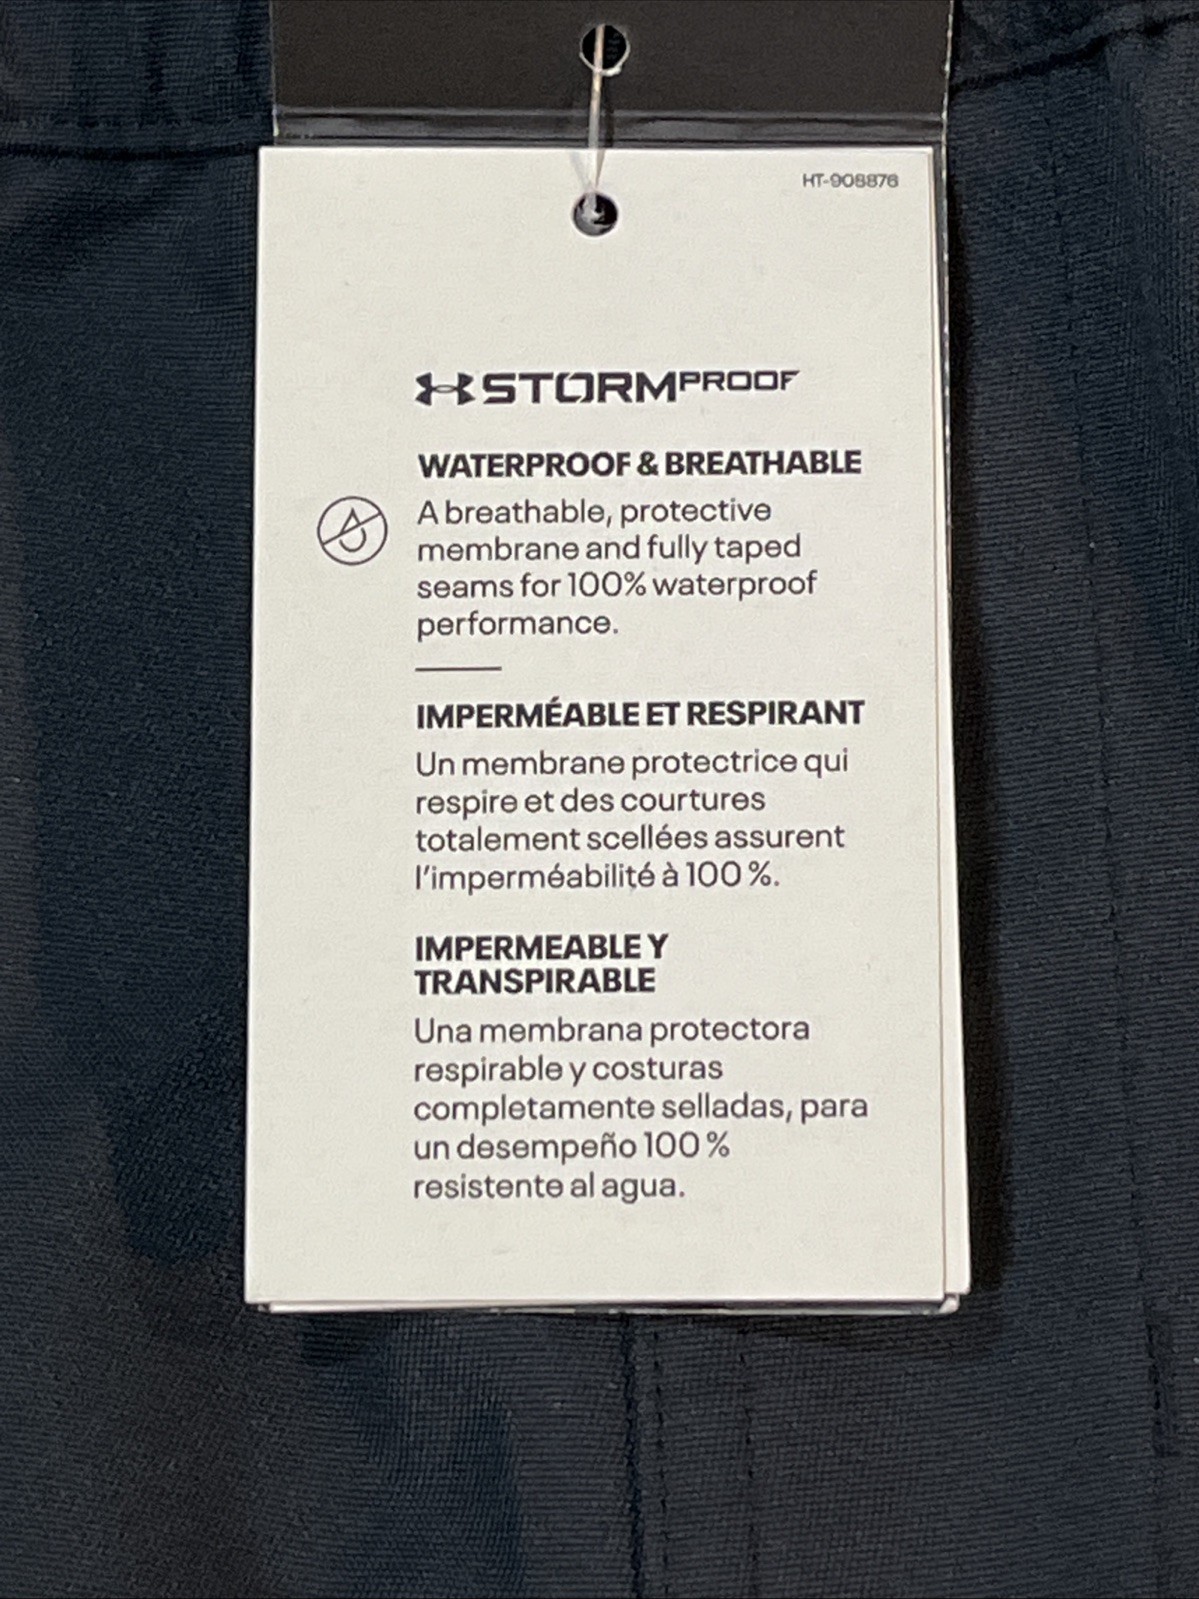 HT-908876
STORMPROOF
WATERPROOF & BREATHABLE
A breathable, protective
membrane and fully taped
seams for 100% waterproof
performance.
IMPERMÉABLE ET RESPIRANT
Un membrane protectrice qui
respire et des courtures
totalement scellées assurent
l'imperméabilité à 100 %.
IMPERMEABLE Y
TRANSPIRABLE
Una membrana protectora
respirable y costuras
completamente selladas, para
un desempeño 100 %
resistente al agua.